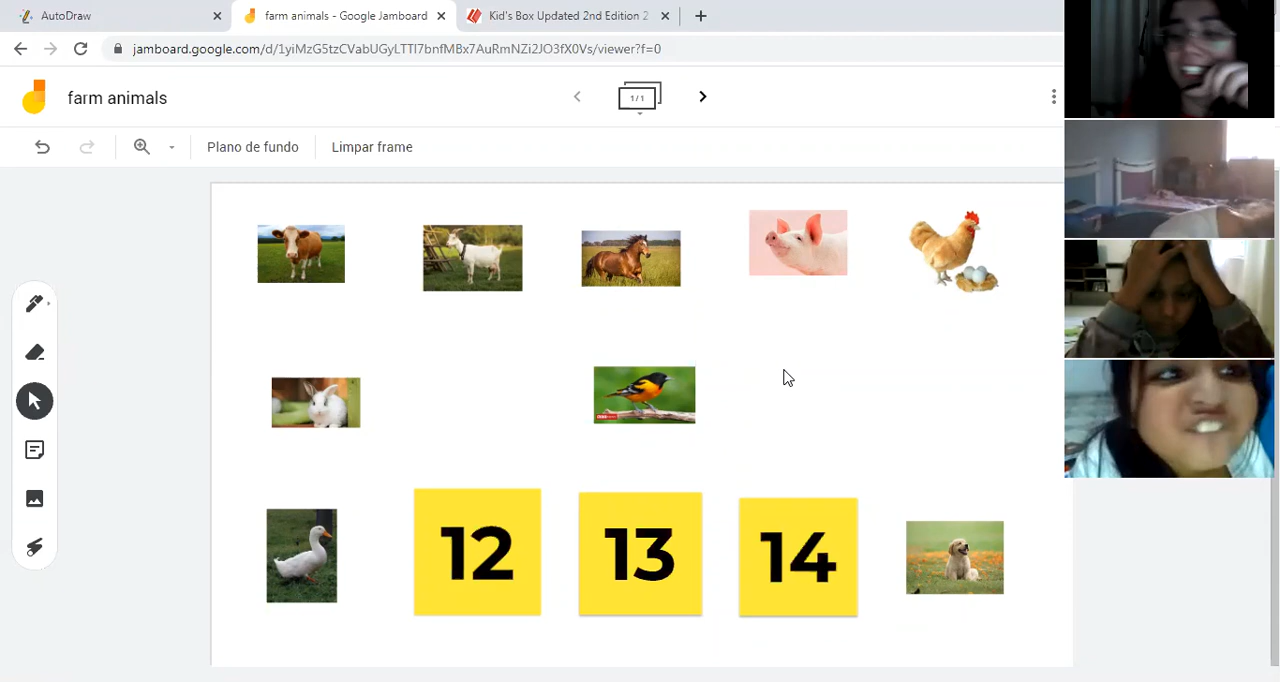 AutoDraw
farm animals - Google Jamboard
Kid's Box Updated 2nd Edition 2
jamboard.google.com/d/1yiMzG5tzCVabUGyLTTl7bnfMBx7AuRmNZi2JO3fX0Vs/viewer?f=0
farm animals
1/1
Plano de fundo
Limpar frame
12
13
14